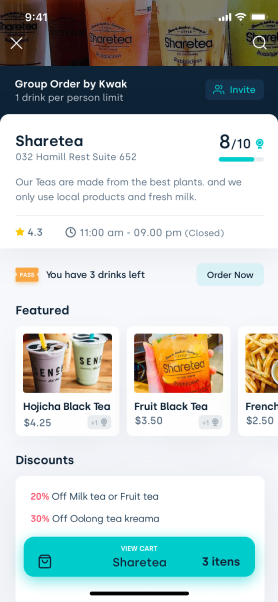 9:41
Sharetea
Sharetea
Group Order by Kwak
1 drink per person limit
Invite
Sharetea
032 Hamill Rest Suite 652
8/10
Our Teas are made from the best plants. and we
only use local products and fresh milk.
4.3
11:00 am - 09.00 pm (Closed)
PASS
You have 3 drinks left
Order Now
Featured
SENS
SEN
Sharetea
Hojicha Black Tea
Fruit Black Tea
French
$4.25
+1
$3.50
+1
$2.50
Discounts
20% Off Milk tea or Fruit tea
30% Off Oolong tea kreama
VIEW CART
Sharetea
3 itens